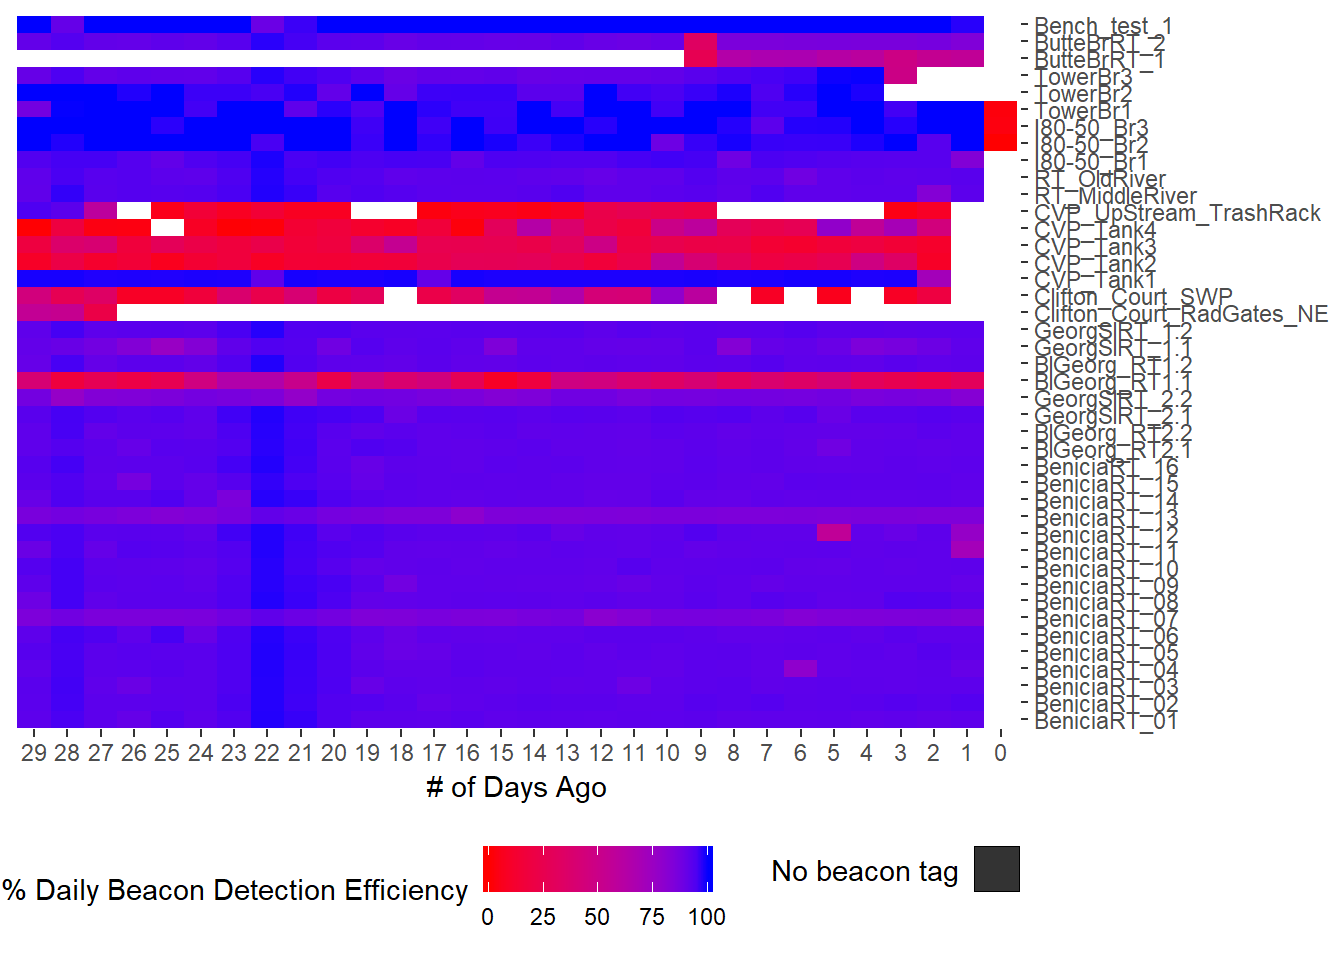 Bench_test_1
ButteBrRT_2
ButteBrRT_1
TowerBr3
TowerBr2
TowerBr1
I80-50_Br3
I80-50_Br2
I80-50_Br1
RT_OldRiver
RT_MiddleRiver
CVP_UpStream_TrashRack
CVP_Tank4
CVP_Tank3
CVP_Tank2
CVP_Tank1
Clifton_Court_SWP
Clifton_Court_RadGates_NE
GeorgSlRT_1.2
GeorgSlRT_1.1
BlGeorg_RT1.2
BlGeorg_RT1.1
GeorgSlRT_2.2
GeorgSlRT_2.1
BlGeorg_RT2.2
BlGeorg_RT2.1
BeniciaRT_16
BeniciaRT_15
BeniciaRT_14
BeniciaRT_13
BeniciaRT_12
BeniciaRT_11
BeniciaRT_10
BeniciaRT_09
BeniciaRT_08
BeniciaRT_07
BeniciaRT_06
BeniciaRT_05
BeniciaRT_04
BeniciaRT_03
BeniciaRT_02
BeniciaRT_01
29 28 27 26 25 24 23 22 21 20 19 18 17 16 15 14 13 12 11 10 9 8 7 6 5 4 3 2 1 0
# of Days Ago
% Daily Beacon Detection Efficiency
0 25 50 75 100
No beacon tag